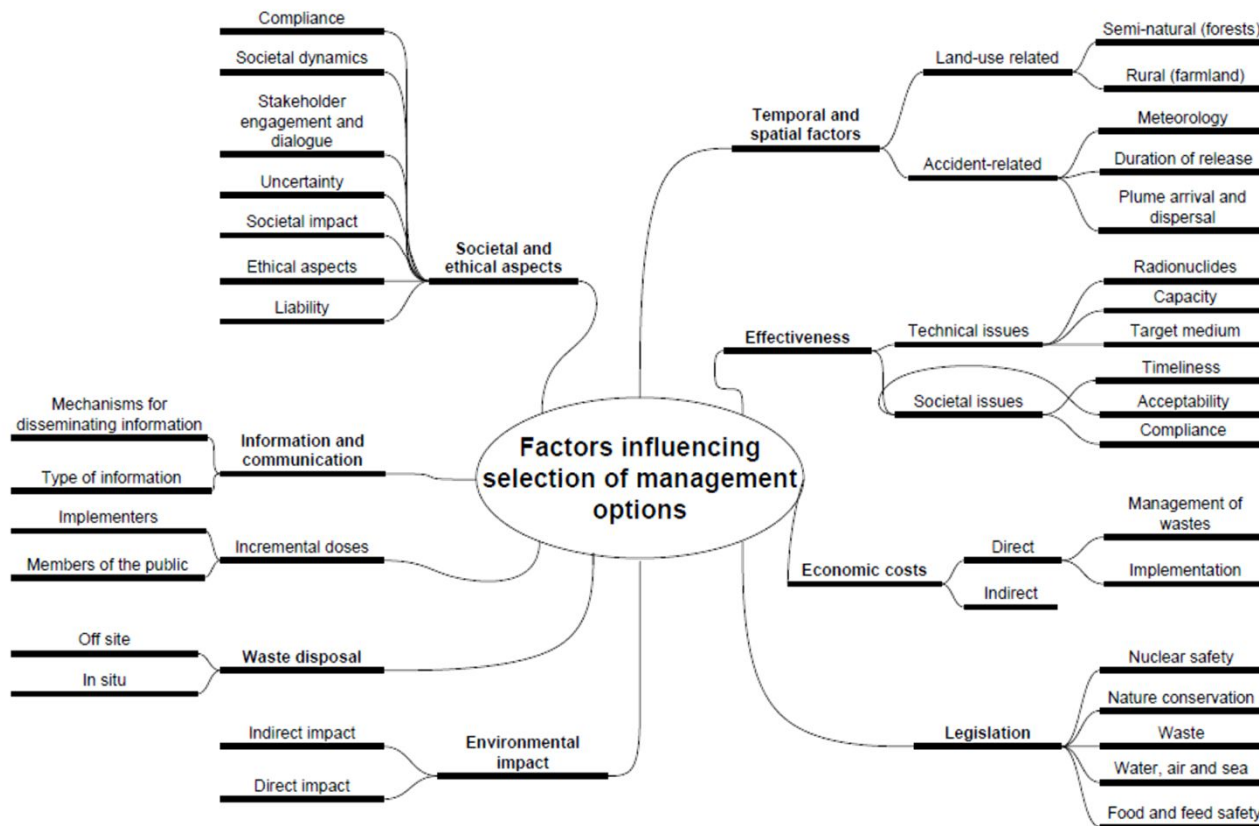 Compliance
Societal dynamics
Stakeholder
engagement and
dialogue
Uncertainty
Societal impact
Ethical aspects
Liability
Societal and
ethical aspects
Mechanisms for
disseminating information
Type of information
Information and
communication
Implementers
Members of the public
Incremental doses
Off site
In situ
Waste disposal
Indirect impact
Direct impact
Environmental
impact
Factors influencing
selection of management
options
Temporal and
spatial factors
Land-use related
Semi-natural (forests)
Rural (farmland)
Accident-related
Meteorology
Duration of release
Plume arrival and
dispersal
Effectiveness
Technical issues
Radionuclides
Capacity
Target medium
Societal issues
Timeliness
Acceptability
Compliance
Economic costs
Direct
Management of
wastes
Implementation
Indirect
Legislation
Nuclear safety
Nature conservation
Waste
Water, air and sea
Food and feed safety